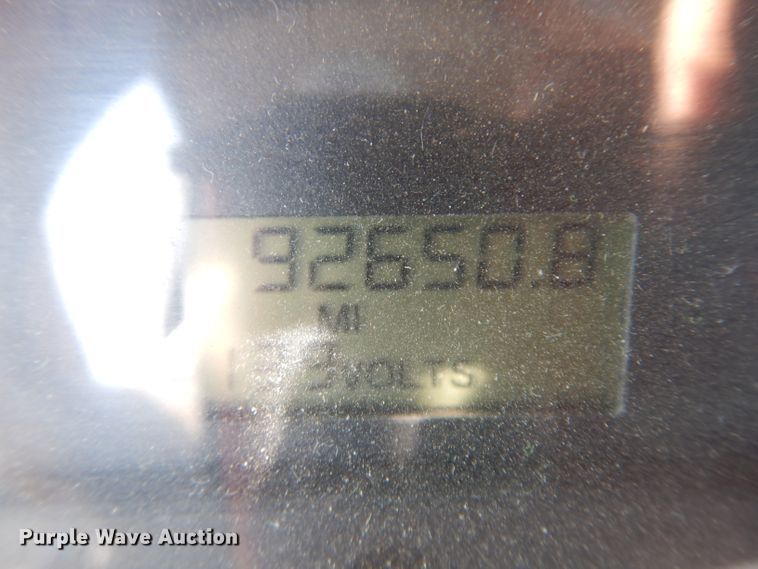 92650.8
MI
VOLTS
Purple Wave Auction